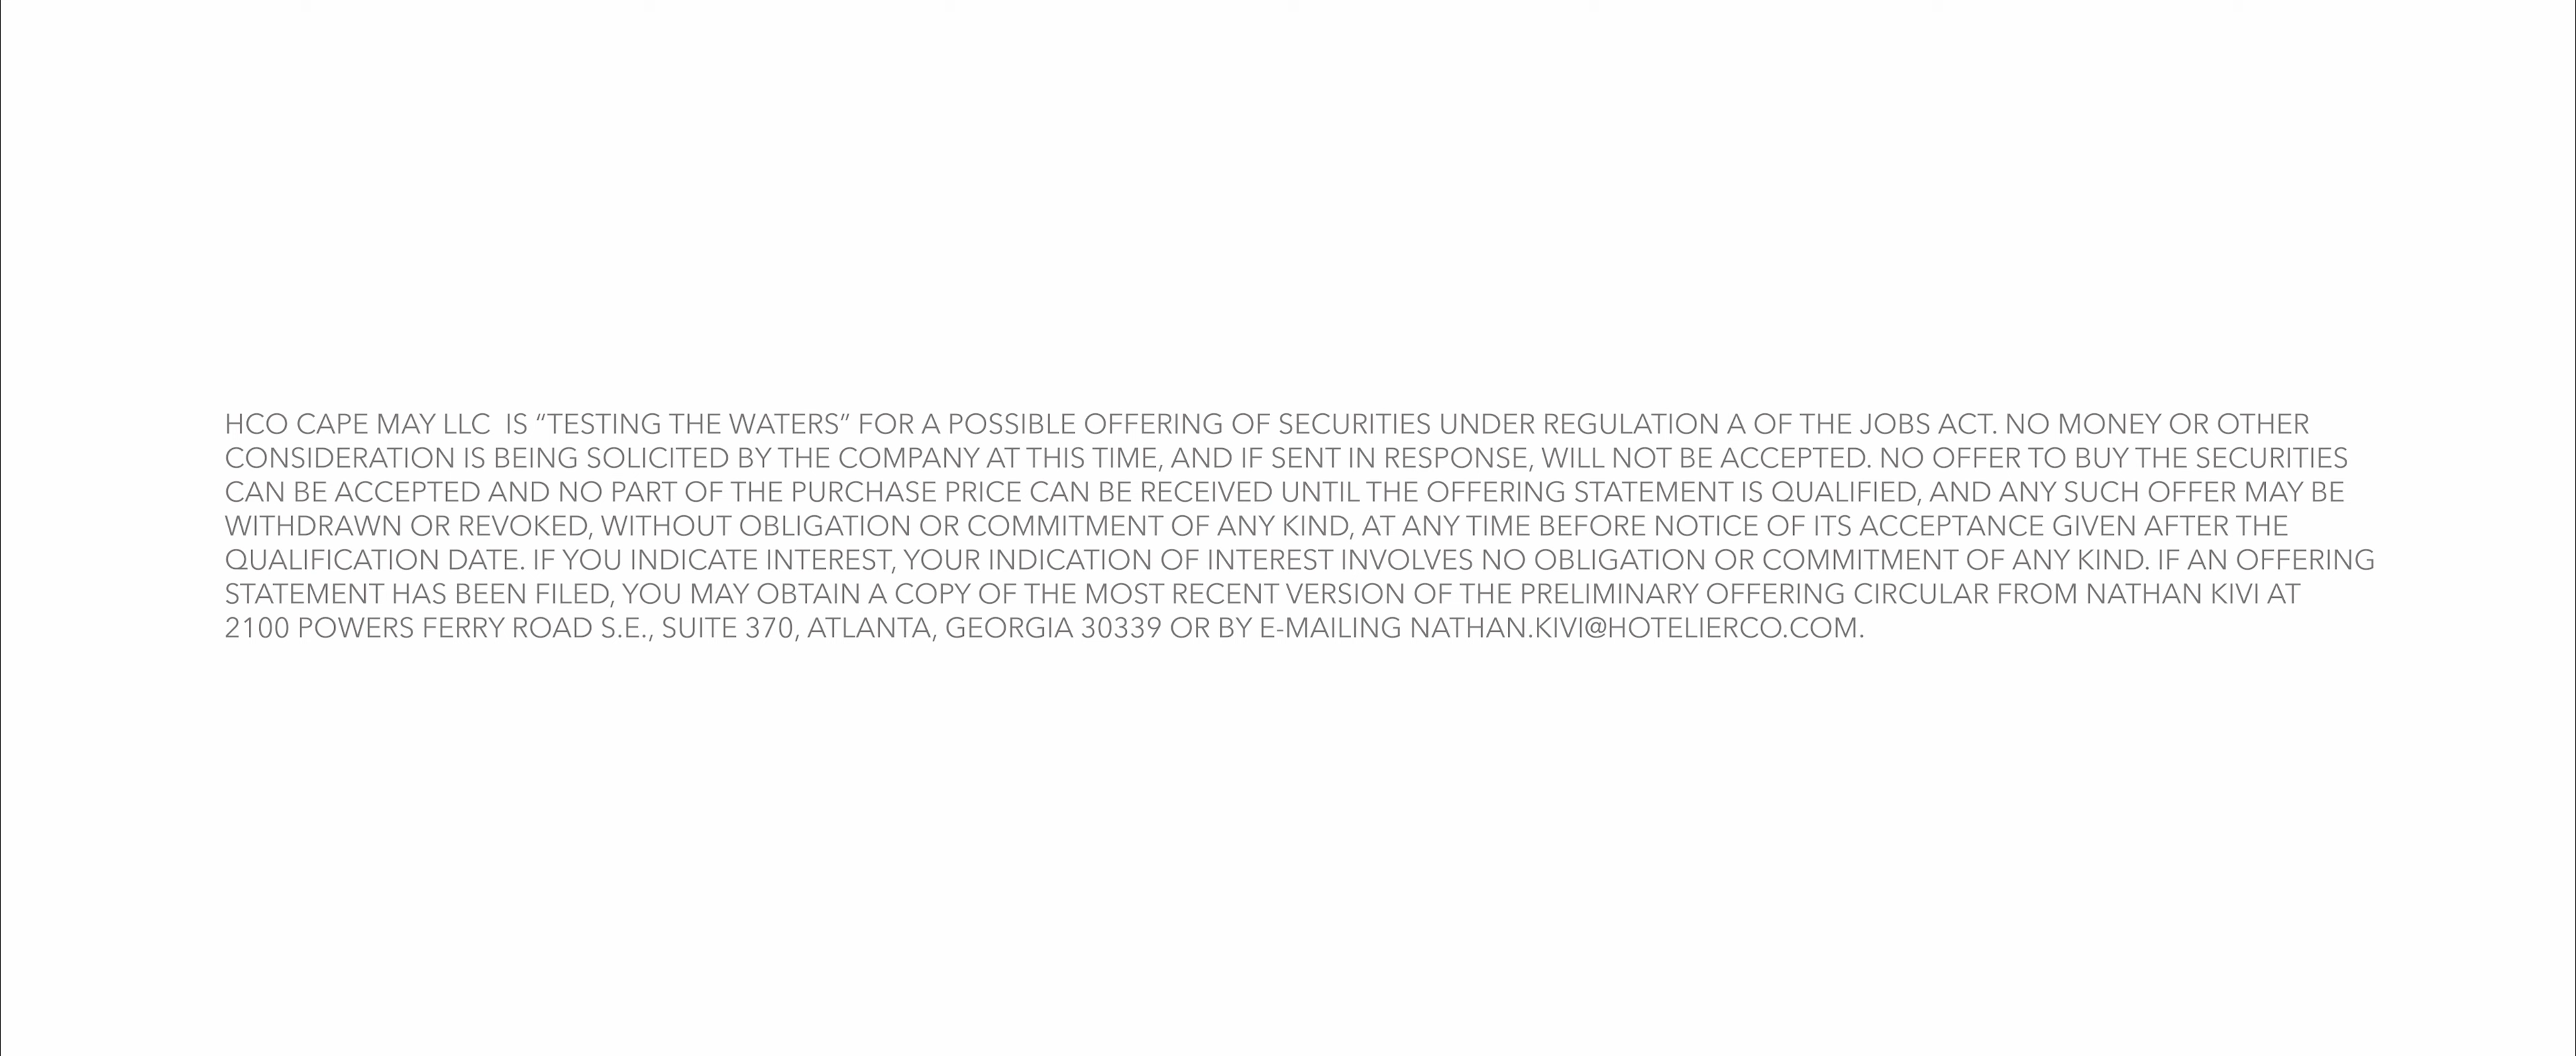 HCO CAPE MAY LLC  IS “TESTING THE WATERS” FOR A POSSIBLE OFFERING OF SECURITIES UNDER REGULATION A OF THE JOBS ACT. NO MONEY OR OTHER
CONSIDERATION IS BEING SOLICITED BY THE COMPANY AT THIS TIME, AND IF SENT IN RESPONSE, WILL NOT BE ACCEPTED. NO OFFER TO BUY THE SECURITIES
CAN BE ACCEPTED AND NO PART OF THE PURCHASE PRICE CAN BE RECEIVED UNTIL THE OFFERING STATEMENT IS QUALIFIED, AND ANY SUCH OFFER MAY BE
WITHDRAWN OR REVOKED, WITHOUT OBLIGATION OR COMMITMENT OF ANY KIND, AT ANY TIME BEFORE NOTICE OF ITS ACCEPTANCE GIVEN AFTER THE
QUALIFICATION DATE. IF YOU INDICATE INTEREST, YOUR INDICATION OF INTEREST INVOLVES NO OBLIGATION OR COMMITMENT OF ANY KIND. IF AN OFFERING
STATEMENT HAS BEEN FILED, YOU MAY OBTAIN A COPY OF THE MOST RECENT VERSION OF THE PRELIMINARY OFFERING CIRCULAR FROM NATHAN KIVI AT
2100 POWERS FERRY ROAD S.E., SUITE 370, ATLANTA, GEORGIA 30339 OR BY E-MAILING NATHAN.KIVI@HOTELIERCO.COM.